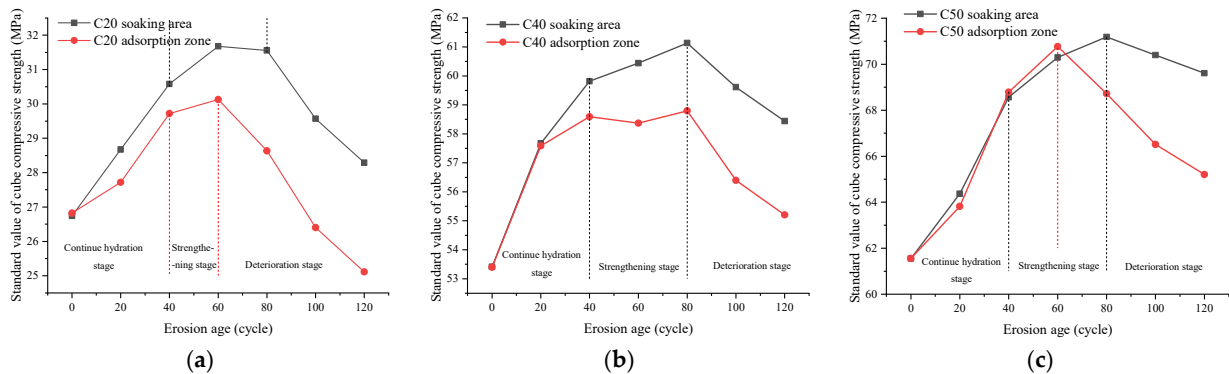 C20 soaking area
C20 adsorption zone
Standard value of cube compressive strength (MPa)
32
31
30
29
28
27
26
25
Continue hydration
stage
Strengthe-
-ning stage
Deterioration stage
0 20 40 60 80 100 120
Erosion age (cycle)
(a)
C40 soaking area
C40 adsorption zone
Standard value of cube compressive strength (MPa)
62
61
60
59
58
57
56
55
54
53
Continue hydration
stage
Strengthening stage
Deterioration stage
0 20 40 60 80 100 120
Erosion age (cycle)
(b)
C50 soaking area
C50 adsorption zone
Standard value of cube compressive strength (MPa)
72
70
68
66
64
62
60
Continue hydration
stage
Strengthening stage
Deterioration stage
0 20 40 60 80 100 120
Erosion age (cycle)
(c)